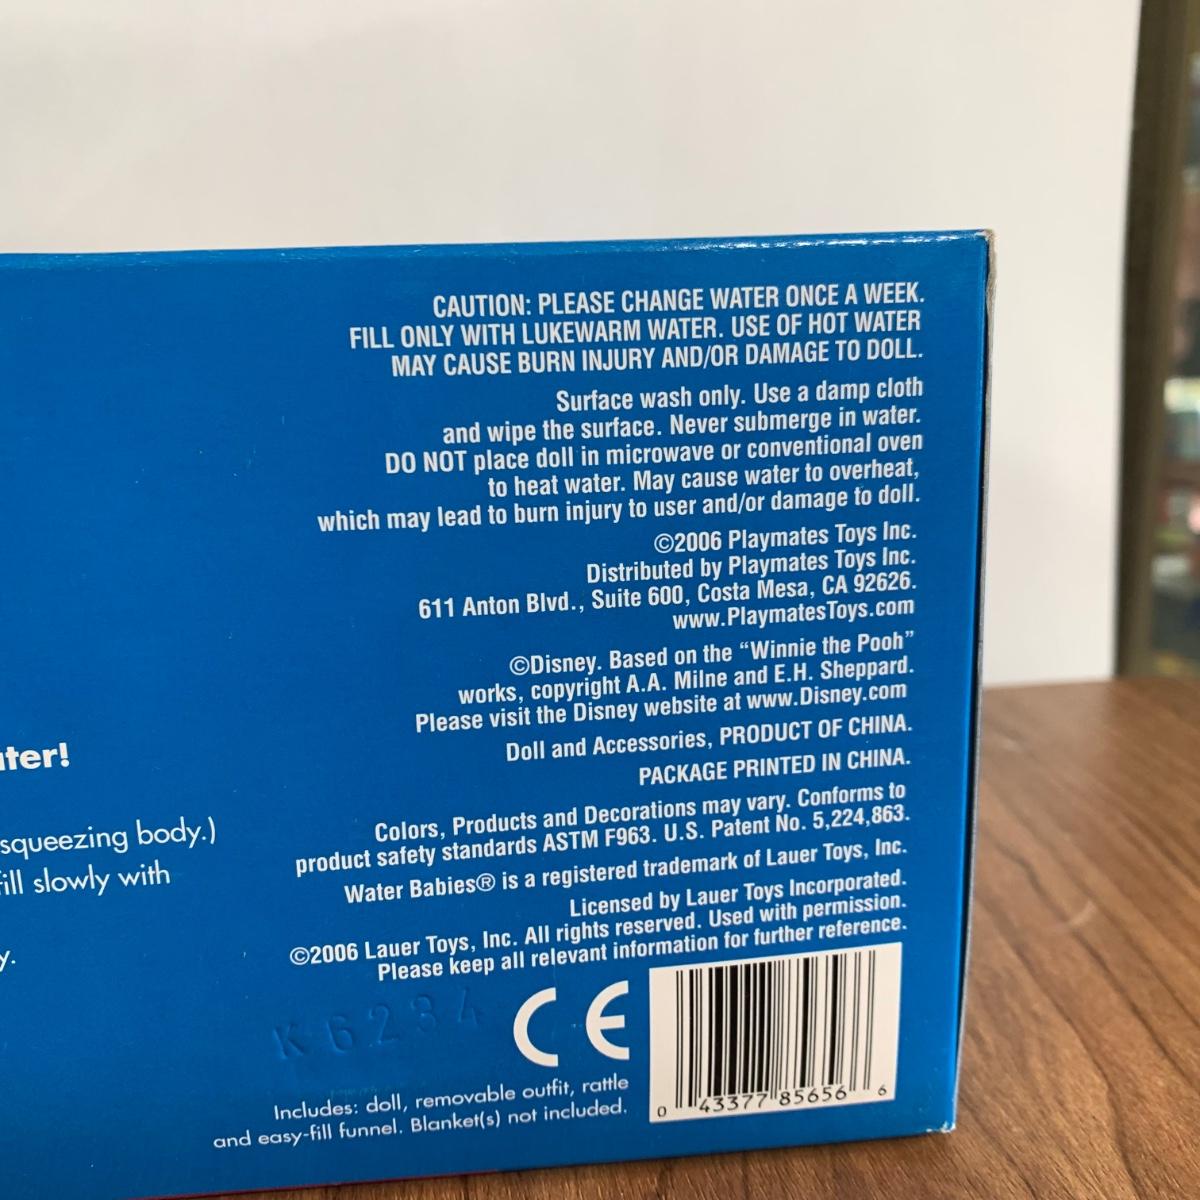 CAUTION: PLEASE CHANGE WATER ONCE A WEEK.
FILL ONLY WITH LUKEWARM WATER. USE OF HOT WATER
MAY CAUSE BURN INJURY AND/OR DAMAGE TO DOLL.
Surface wash only. Use a damp cloth
and wipe the surface. Never submerge in water.
DO NOT place doll in microwave or conventional oven
to heat water. May cause water to overheat,
which may lead to burn injury to user and/or damage to doll.
©2006 Playmates Toys Inc.
Distributed by Playmates Toys Inc.
611 Anton Blvd., Suite 600, Costa Mesa, CA 92626.
www.PlaymatesToys.com
©Disney. Based on the “Winnie the Pooh”
works, copyright A.A. Milne and E.H. Sheppard.
Please visit the Disney website at www.Disney.com
Doll and Accessories, PRODUCT OF CHINA.
PACKAGE PRINTED IN CHINA.
Colors, Products and Decorations may vary. Conforms to
product safety standards ASTM F963. U.S. Patent No. 5,224,863.
Water Babies® is a registered trademark of Lauer Toys, Inc.
Licensed by Lauer Toys Incorporated.
©2006 Lauer Toys, Inc. All rights reserved. Used with permission.
Please keep all relevant information for further reference.
ter!
squeezing body.)
fill slowly with
y.
K6234
CE
Includes: doll, removable outfit, rattle
and easy-fill funnel. Blanket(s) not included.
0 43377 85656 6